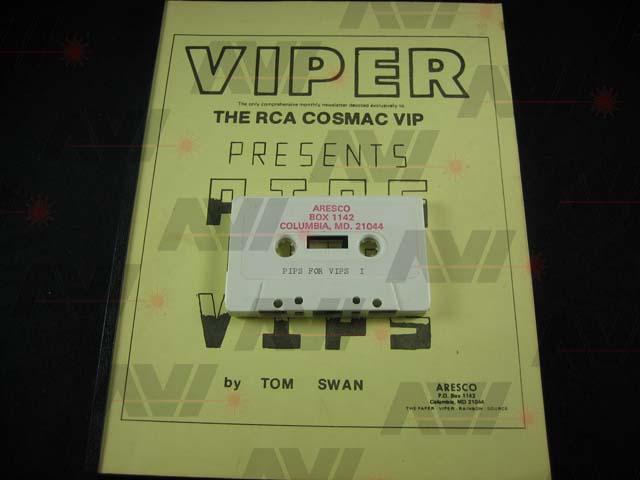 VIPER
The only comprehensive monthly newsletter devoted exclusively to
THE RCA COSMAC VIP
PRESENTS
PIPS
ARESCO
BOX 1142
COLUMBIA, MD. 21044
PIPS FOR VIPS I
VIPS
by TOM SWAN
ARESCO
P.O. Box 1142
Columbia, MD 21044
THE PAPER · VIPER · RAINBOW · SOURCE
AVI